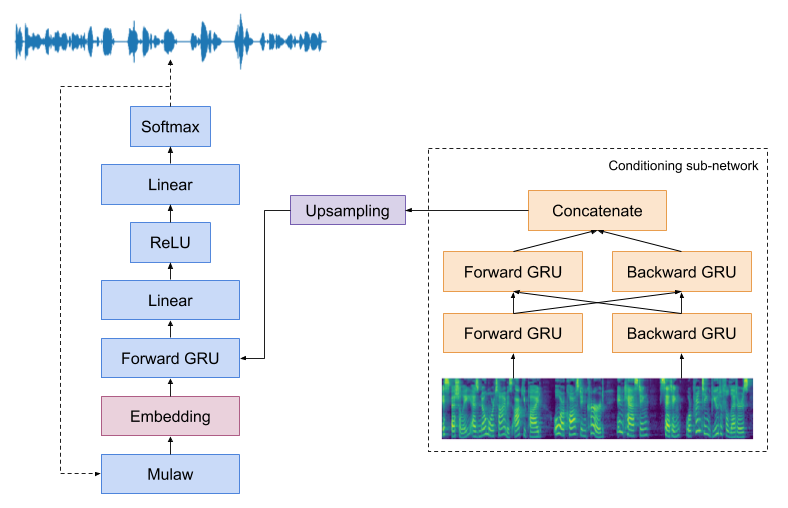 Softmax
Linear
ReLU
Linear
Forward GRU
Embedding
Mulaw
Upsampling
Conditioning sub-network
Concatenate
Forward GRU
Backward GRU
Forward GRU
Backward GRU